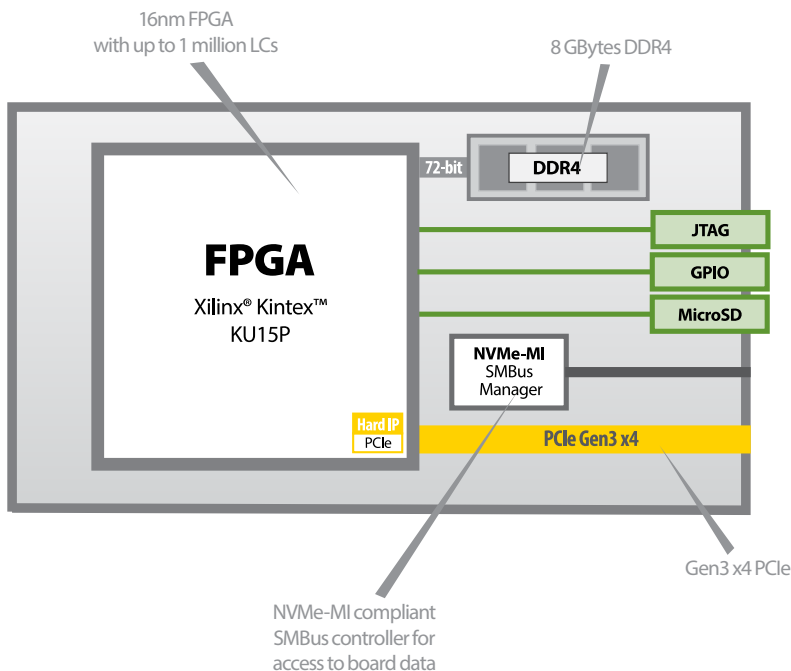 16nm FPGA
with up to 1 million LCs
8 GBytes DDR4
72-bit
DDR4
JTAG
FPGA
GPIO
Xilinx® Kintex™
KU15P
MicroSD
NVMe-MI
SMBus
Manager
Hard IP
PCIe
PCIe Gen3 x4
Gen3 x4 PCIe
NVMe-MI compliant
SMBus controller for
access to board data